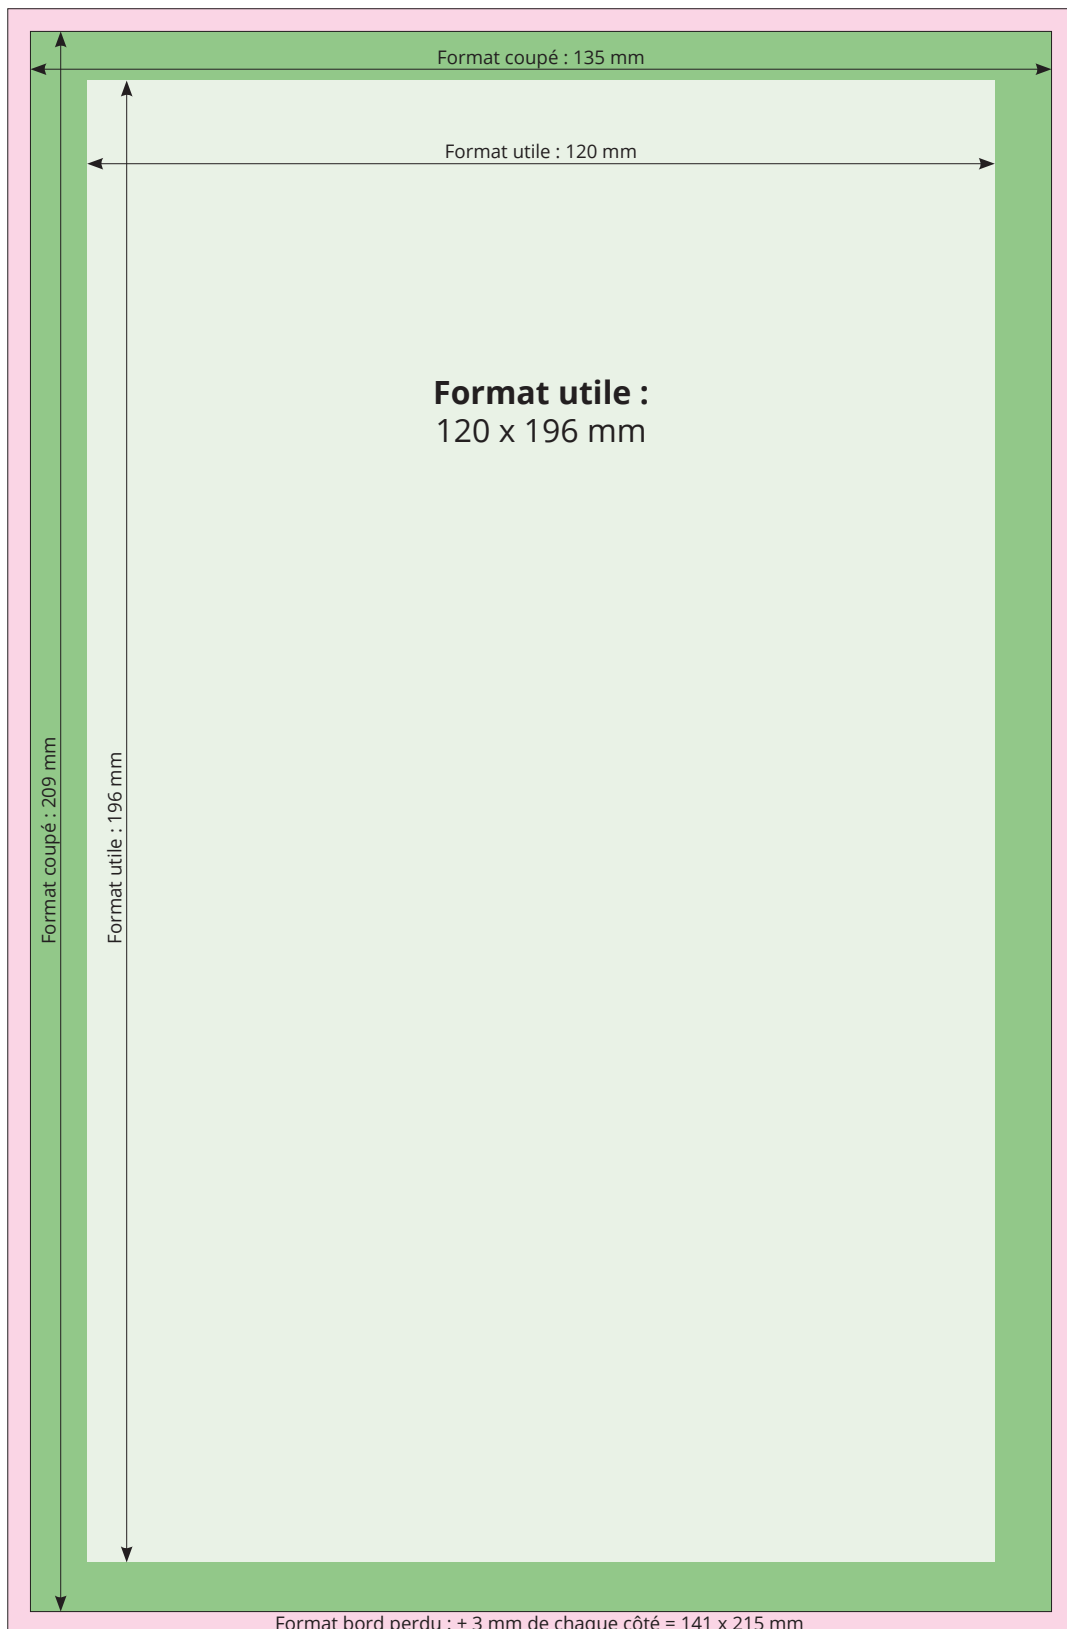 Format coupé : 135 mm
Format utile : 120 mm
Format utile :
120 x 196 mm
Format coupé : 209 mm
Format utile : 196 mm
Format bord perdu : + 3 mm de chaque côté = 141 x 215 mm